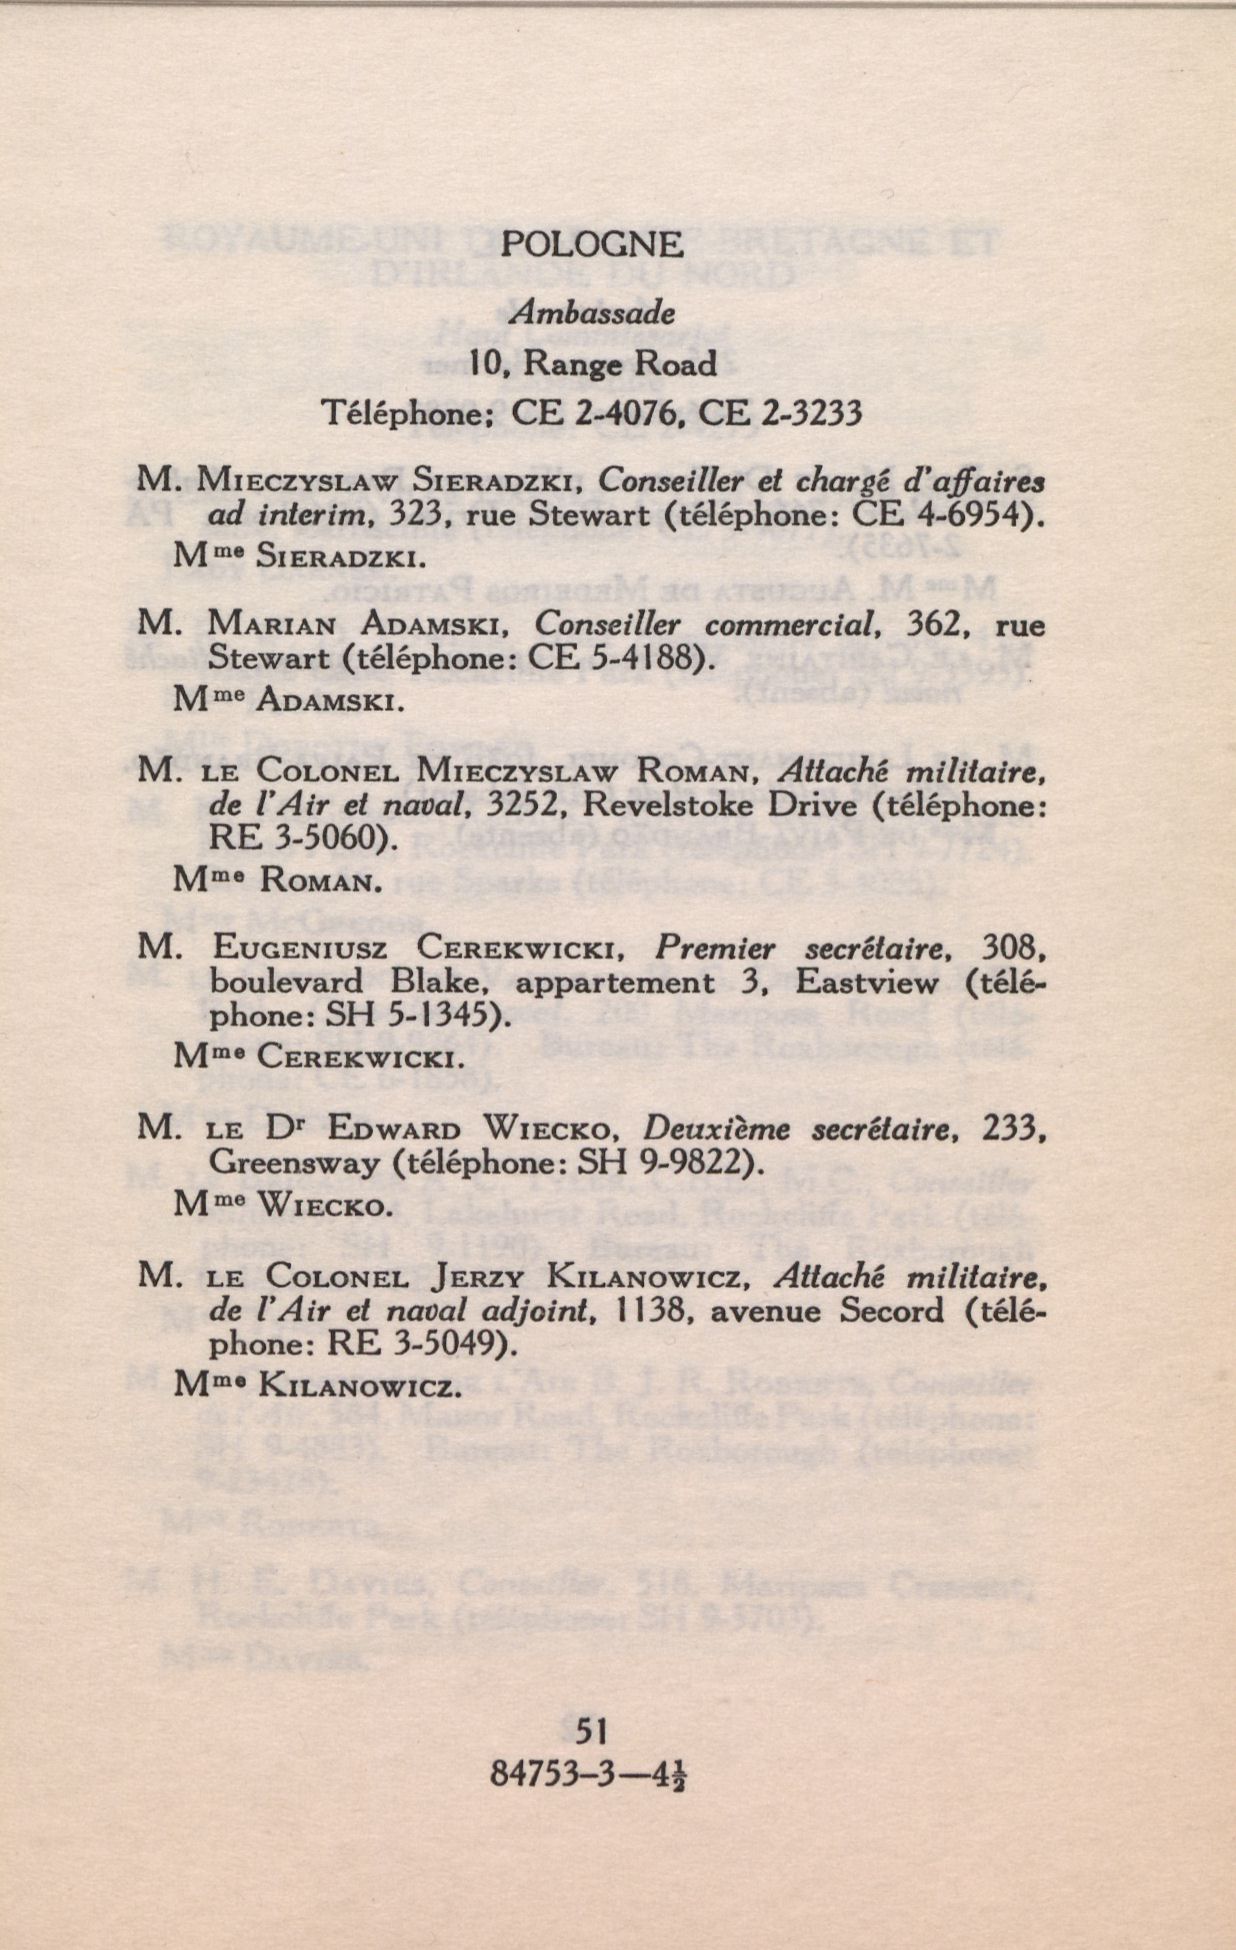 POLOGNE
Ambassade
10, Range Road
Téléphone: CE 2-4076, CE 2-3233
M. Mieczyslaw Sieradzki, Conseiller et chargé d'affaires
ad interim, 323, rue Stewart (téléphone: CE 4-6954).
Mme Sieradzki.
M. Marian Adamski, Conseiller commercial, 362, rue
Stewart (téléphone: CE 5-4188).
Mme Adamski.
M. le Colonel Mieczyslaw Roman, Attaché militaire,
de l'Air et naval, 3252, Revelstoke Drive (téléphone:
RE 3-5060).
Mme Roman.
M. Eugeniusz Cerekwicki, Premier secrétaire, 308,
boulevard Blake, appartement 3, Eastview (télé-
phone: SH 5-1345).
Mme Cerekwicki.
M. le Dr Edward Wiecko, Deuxième secrétaire, 233,
Greensway (téléphone: SH 9-9822).
Mme Wiecko.
M. le Colonel Jerzy Kilanowicz, Attaché militaire,
de l'Air et naval adjoint, 1138, avenue Secord (télé-
phone: RE 3-5049).
Mme Kilanowicz.
51
84753-3—4½